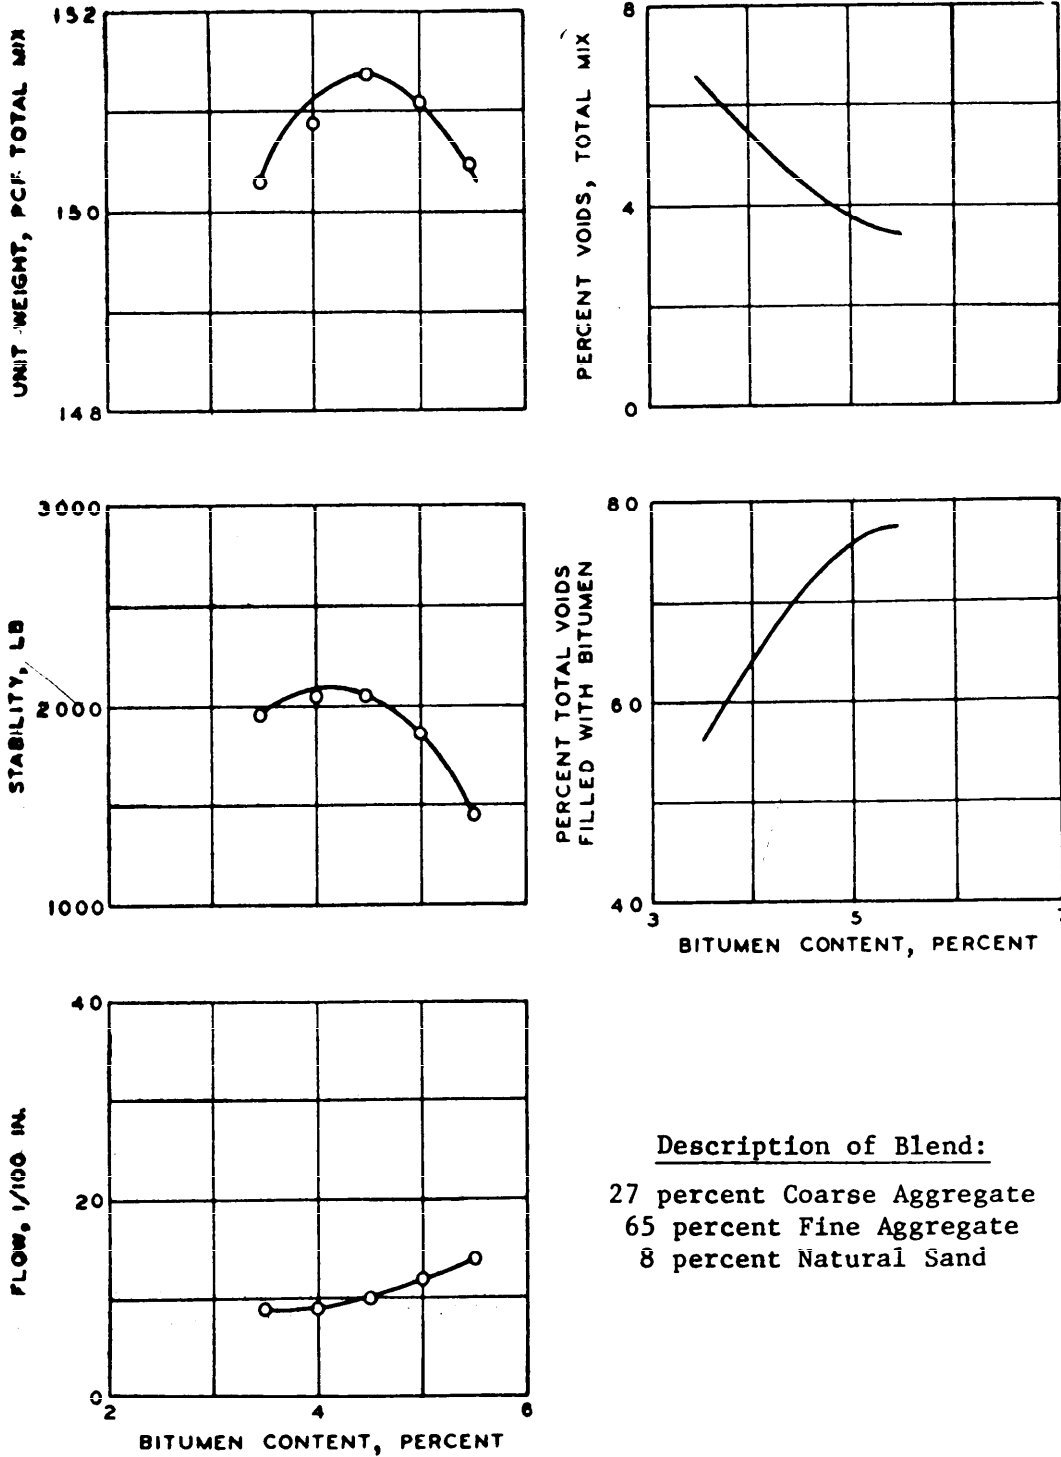 152
150
148
UNIT WEIGHT, PCF TOTAL MIX
8
4
0
PERCENT VOIDS, TOTAL MIX
3000
2000
1000
STABILITY, LB
80
60
40
PERCENT TOTAL VOIDS
FILLED WITH BITUMEN
3 5 7
BITUMEN CONTENT, PERCENT
40
20
0
FLOW, 1/100 IN.
2 4 6
BITUMEN CONTENT, PERCENT
Description of Blend:
27 percent Coarse Aggregate
65 percent Fine Aggregate
8 percent Natural Sand